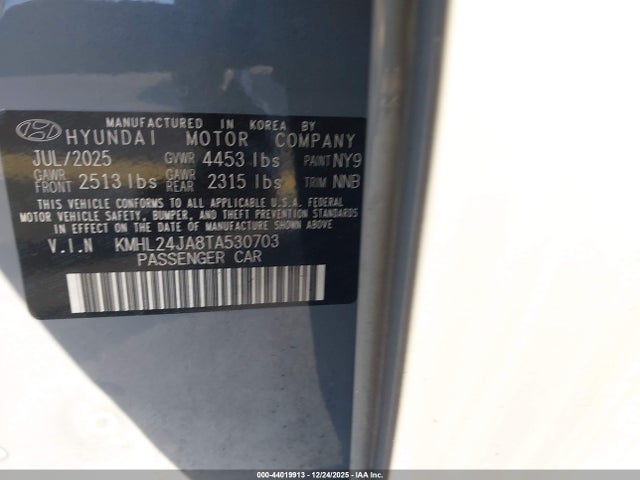 MANUFACTURED IN KOREA BY
HYUNDAI MOTOR COMPANY
JUL/2025 GVWR 4453 lbs PAINT NY9
GAWR FRONT 2513 lbs GAWR REAR 2315 lbs TRIM NNB
THIS VEHICLE CONFORMS TO ALL APPLICABLE U.S.A. FEDERAL
MOTOR VEHICLE SAFETY, BUMPER, AND THEFT PREVENTION STANDARDS
IN EFFECT ON THE DATE OF MANUFACTURE SHOWN ABOVE.
V.I.N KMHL24JA8TA530703
PASSENGER CAR
000-44019913 - 12/24/2025 - IAA Inc.